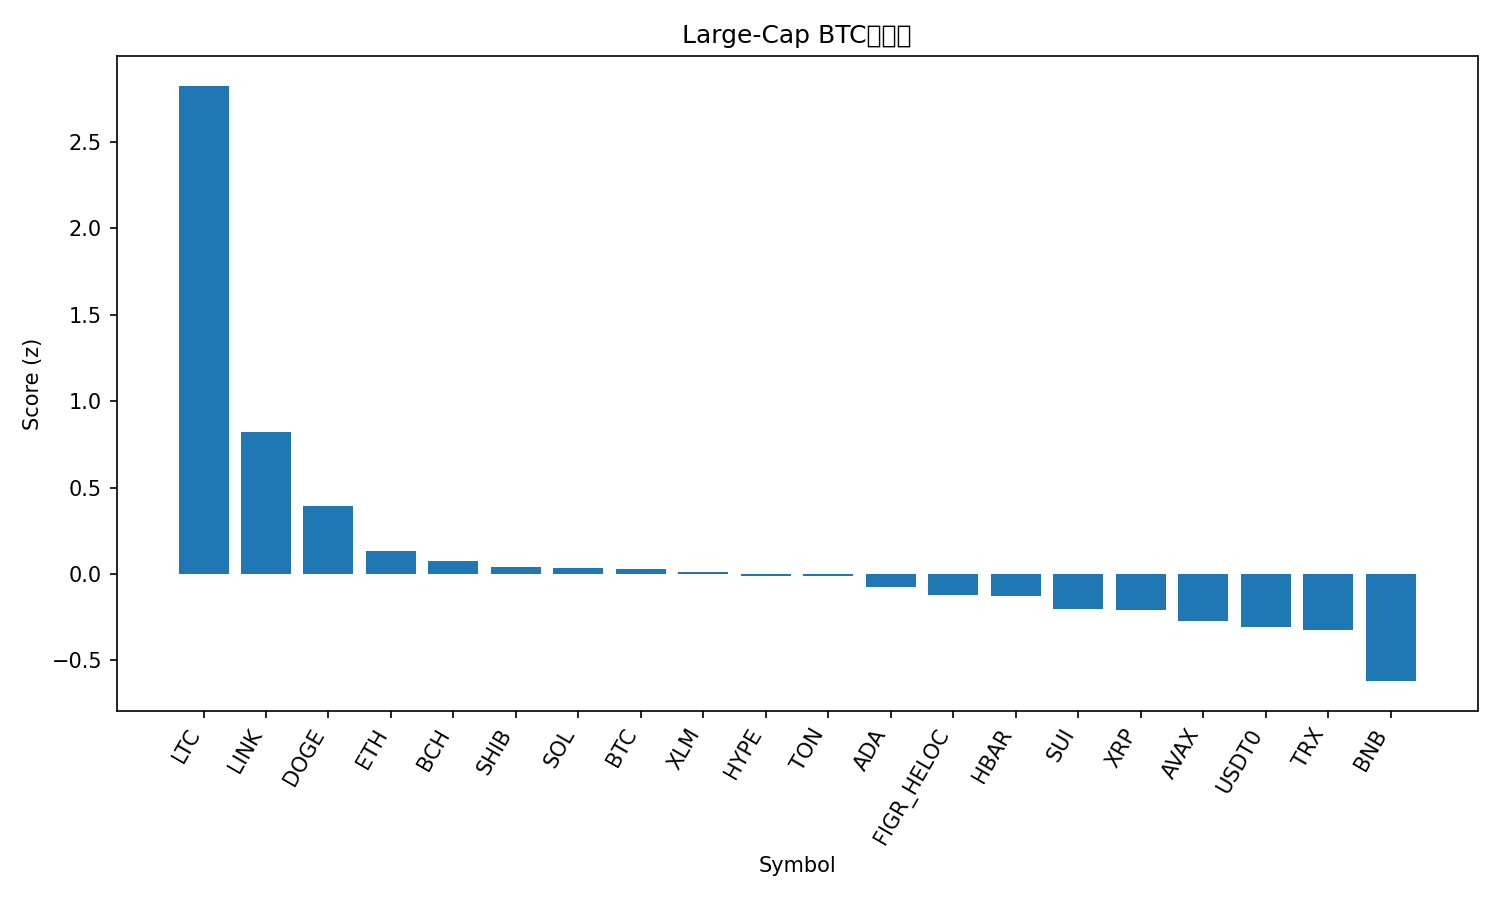 Large-Cap BTC
Score (z)
2.5
2.0
1.5
1.0
0.5
0.0
−0.5
LTC
LINK
DOGE
ETH
BCH
SHIB
SOL
BTC
XLM
HYPE
TON
ADA
FIGR_HELOC
HBAR
SUI
XRP
AVAX
USDT0
TRX
BNB
Symbol